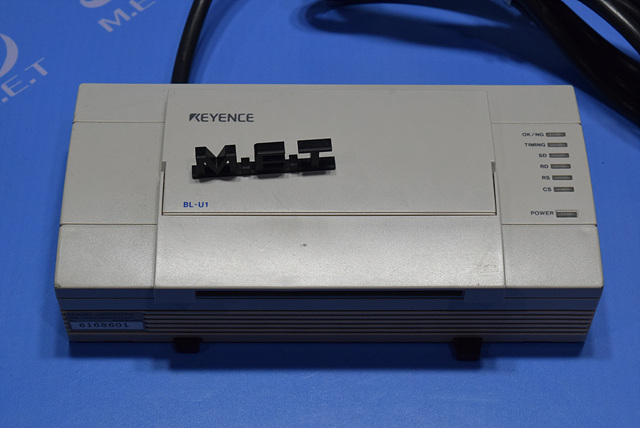 M.E.T
M.E.T
KEYENCE
M.E.T
BL-U1
OK/NG
TIMING
SD
RD
RS
CS
POWER
6168601